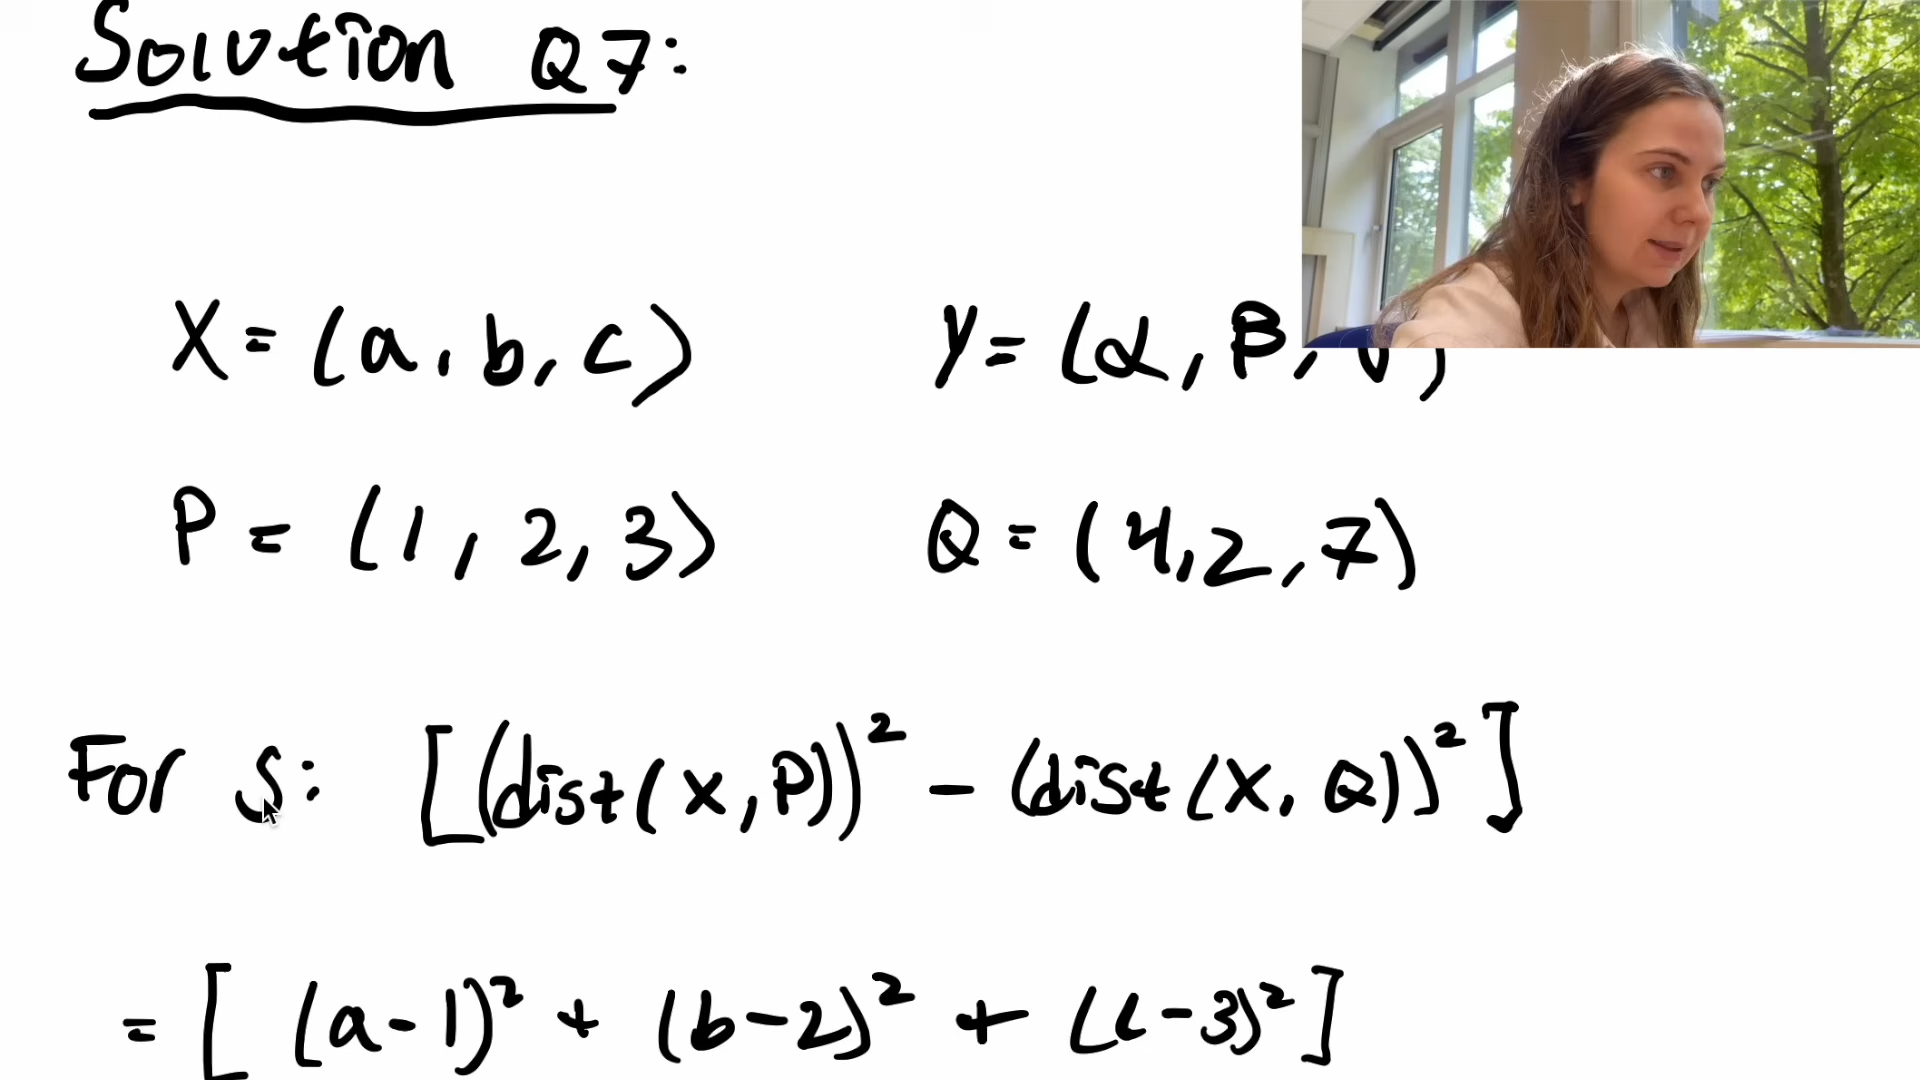 Solution Q7:
X = (a, b, c) Y = (α, β, 
P = (1, 2, 3) Q = (4, 2, 7)
For S: [(dist(X, P))² - (dist(X, Q))²]
= [(a-1)² + (b-2)² + (c-3)²]